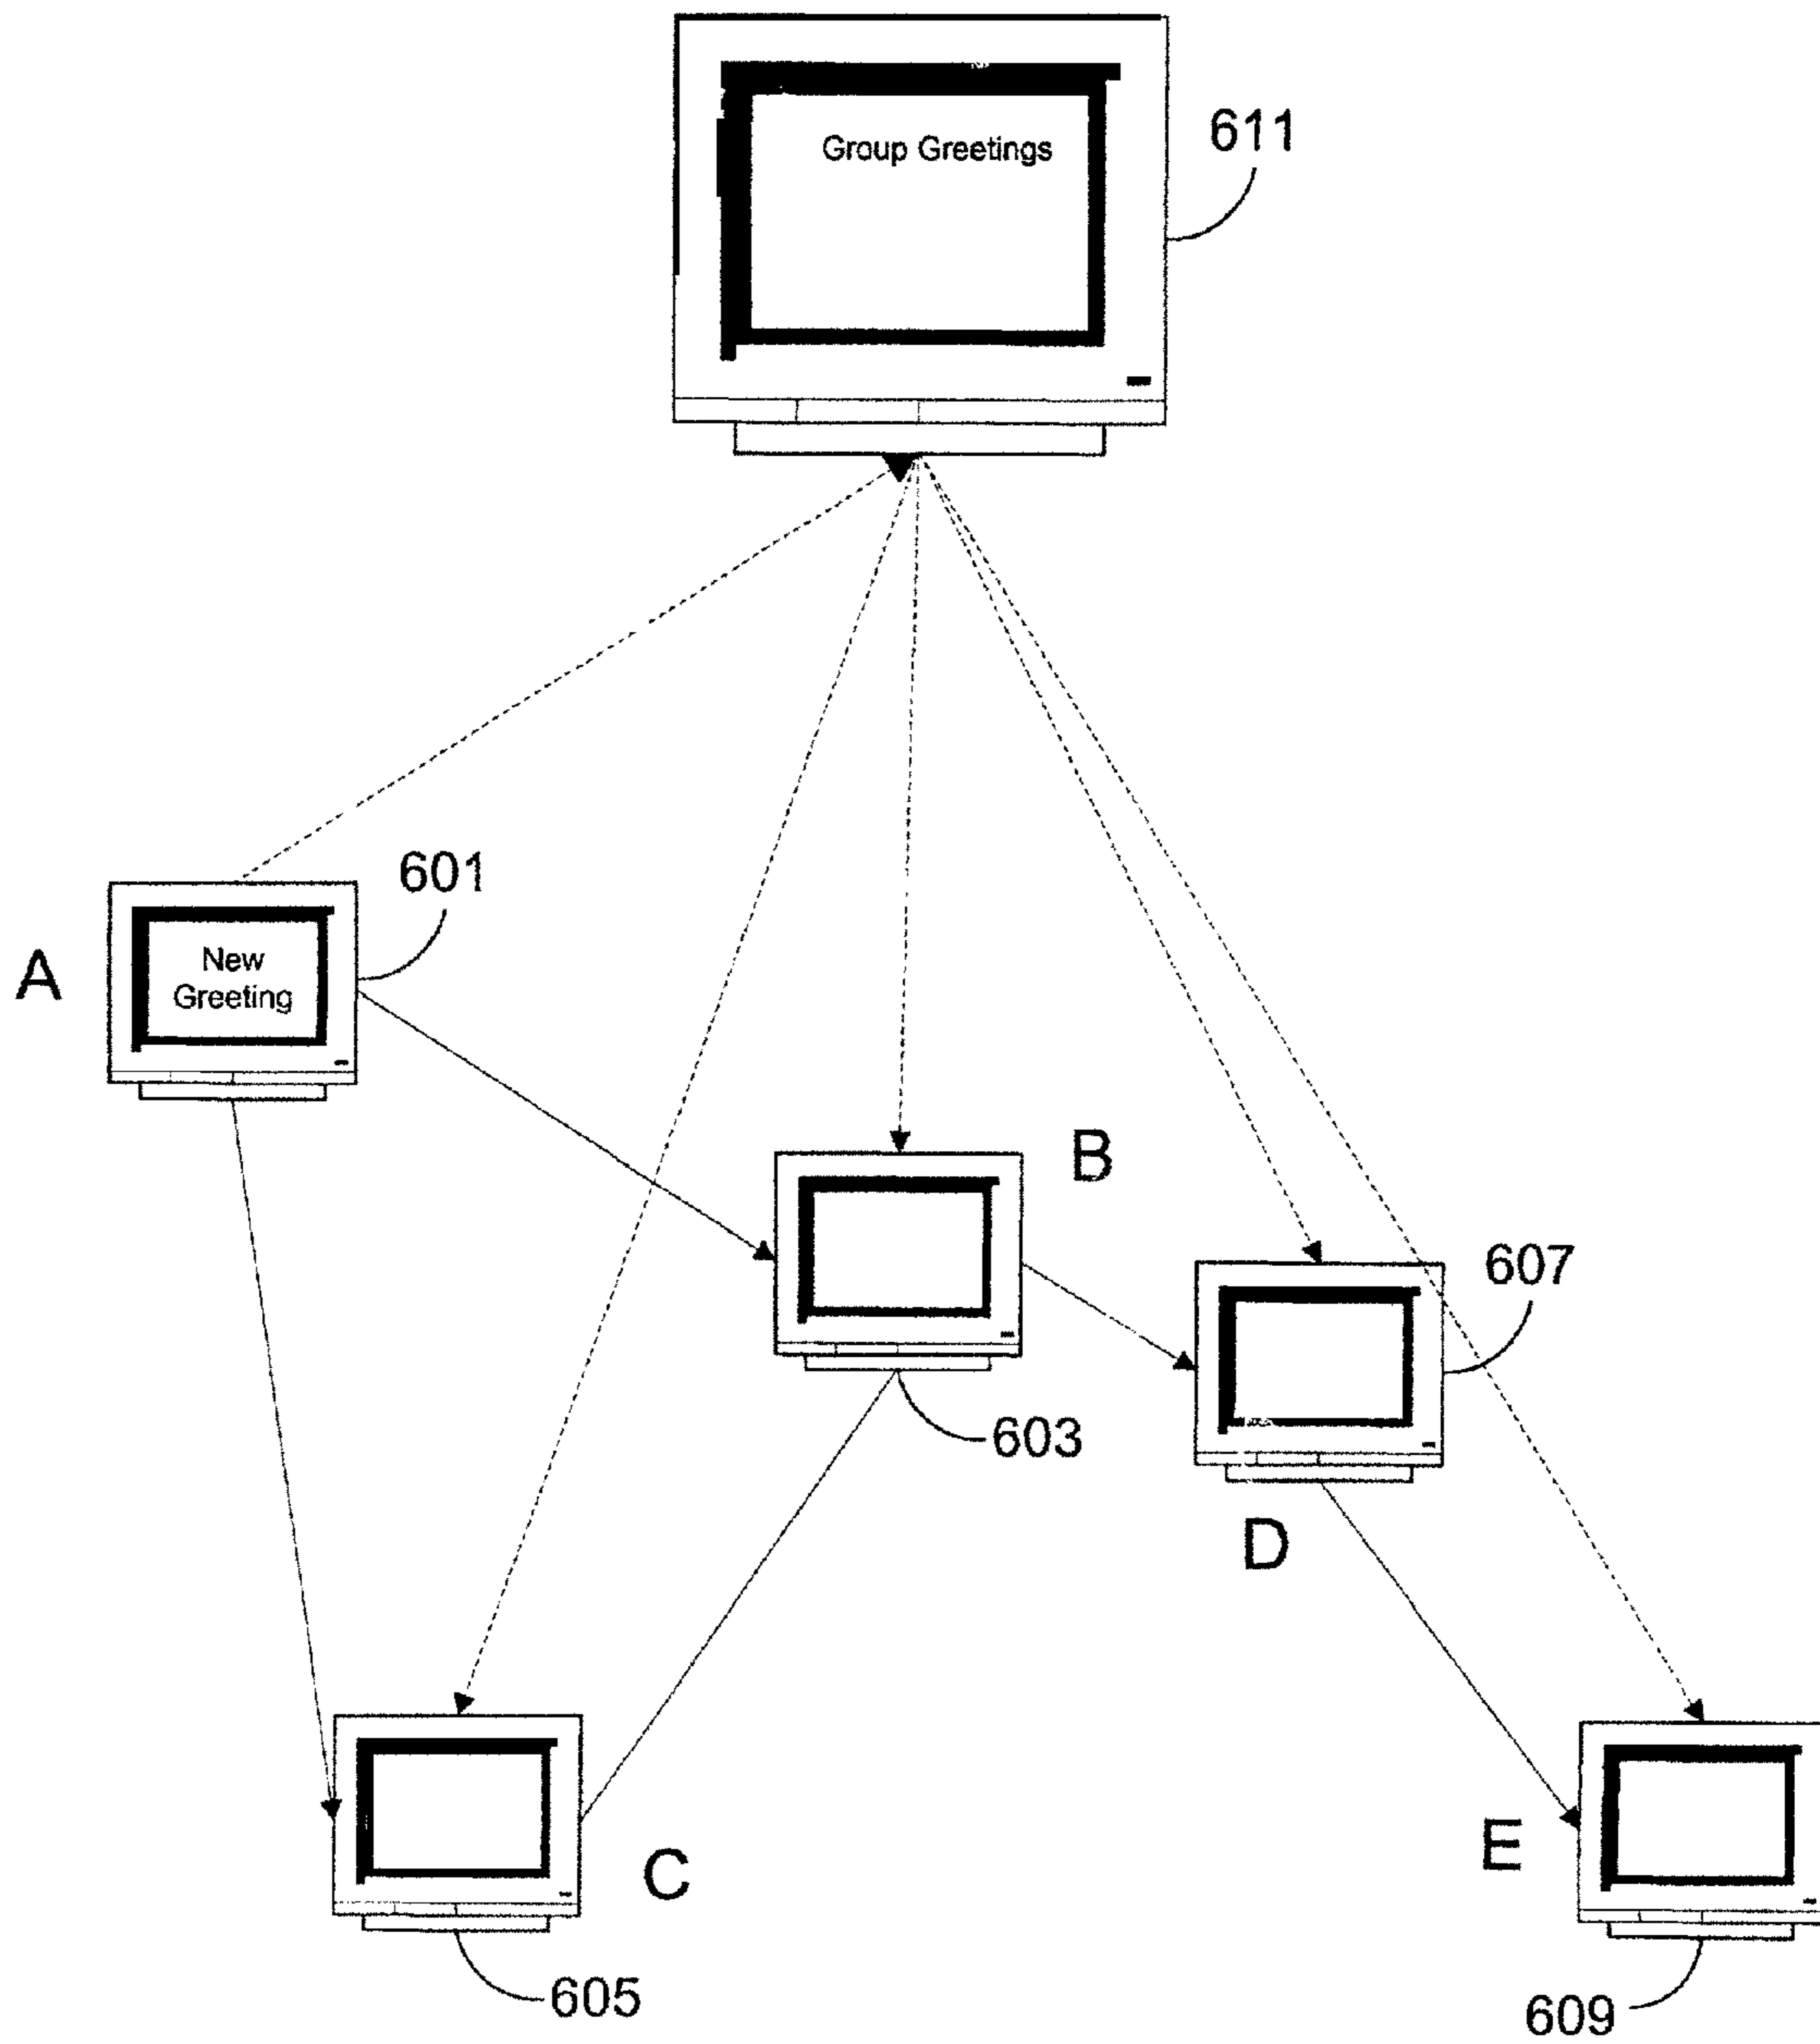 Group Greetings
611
601
A
New
Greeting
B
607
603
D
C
E
605
609